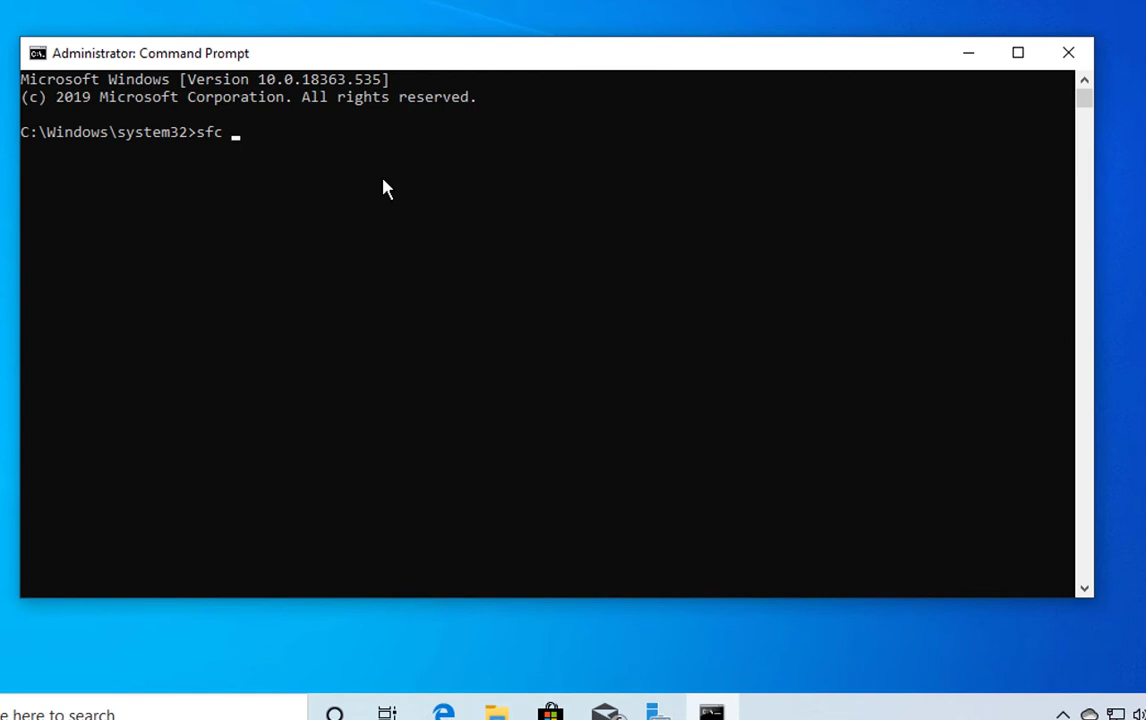 Administrator: Command Prompt
Microsoft Windows [Version 10.0.18363.535]
(c) 2019 Microsoft Corporation. All rights reserved.
C:\Windows\system32>sfc _
e here to search